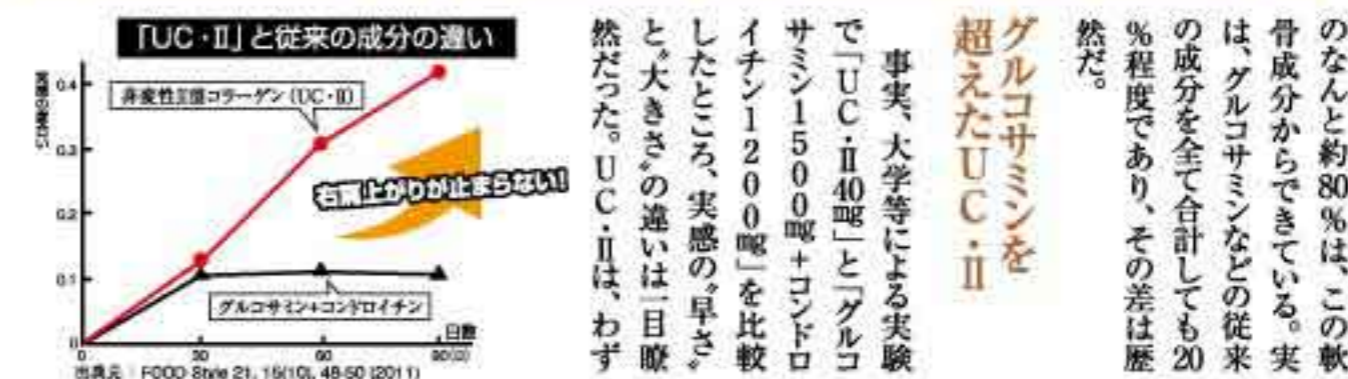 のなんと約80%は、この軟
骨成分からできている。実
は、グルコサミンなどの従来
の成分を全て合計しても20
%程度であり、その差は歴
然だ。
グルコサミンを
超えたUC・II
事実、大学等による実験
で「UC・II40mg」と「グルコ
サミン1500mg+コンドロ
イチン1200mg」を比較
したところ、実感の〝早さ〟
と〝大きさ〟の違いは一目瞭
然だった。UC・IIは、わず
「UC・II」と従来の成分の違い
非変性II型コラーゲン(UC・II)
右肩上がりが止まらない!
グルコサミン+コンドロイチン
0.4
0.3
0.2
0.1
0
0 30 60 90(日)
日数
出典元:FOOD Style 21, 15(10), 48-50 (2011)